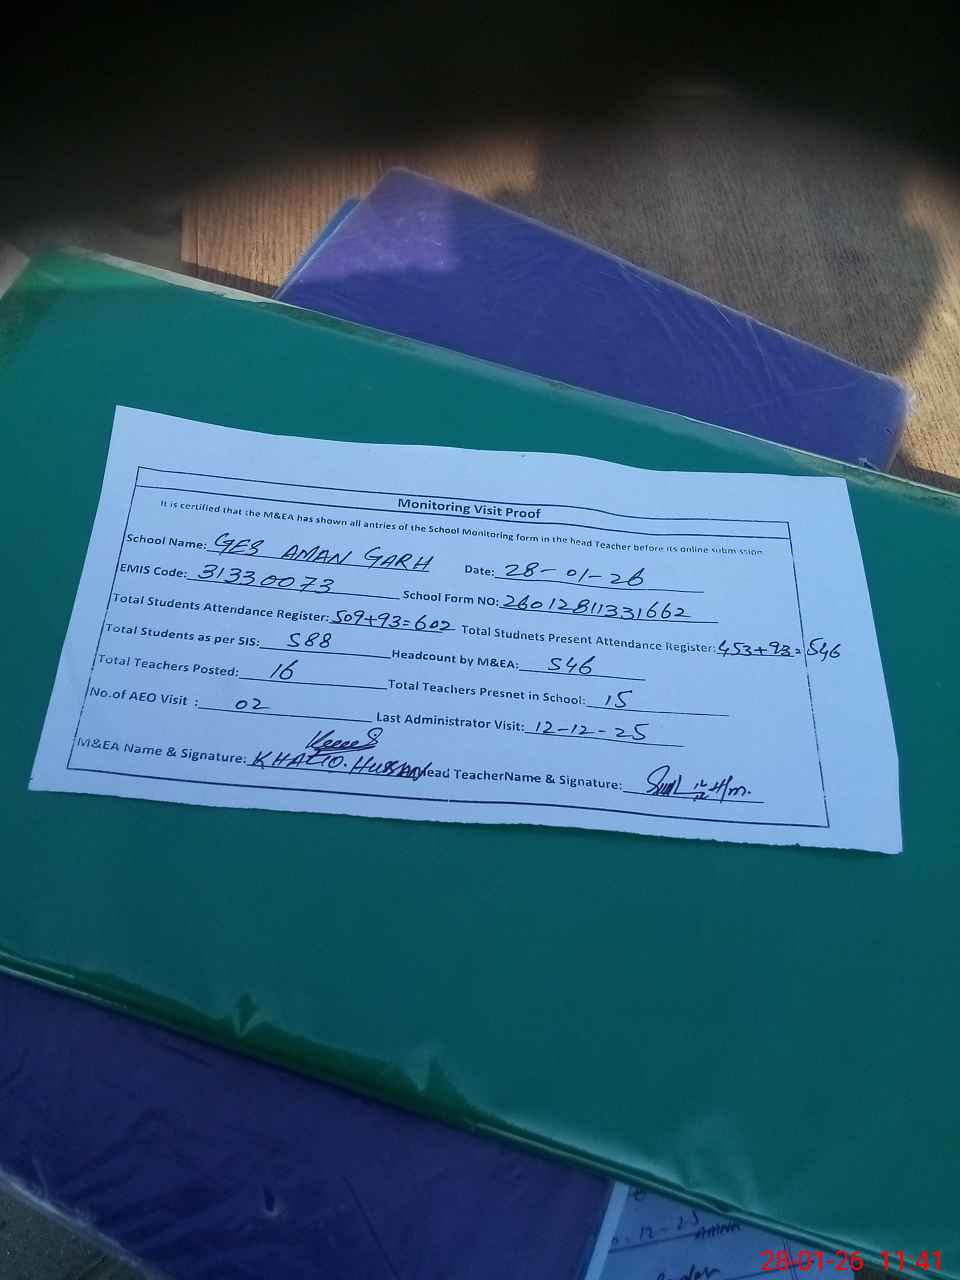 Monitoring Visit Proof
It is certified that the M&EA has shown all antries of the School Monitoring form in the head Teacher before its online submission
School Name: GES AMAN GARH Date: 28-01-26
EMIS Code: 31330073 School Form NO: 26012811331662
Total Students Attendance Register: 509+93=602 Total Studnets Present Attendance Register: 453+93=546
Total Students as per SIS: 588 Headcount by M&EA: 546
Total Teachers Posted: 16 Total Teachers Presnet in School: 15
No.of AEO Visit : 02 Last Administrator Visit: 12-12-25
M&EA Name & Signature: KHALID.HUSSAIN Head TeacherName & Signature: H/m.
12-25
AMNA
28-01-26 11:41